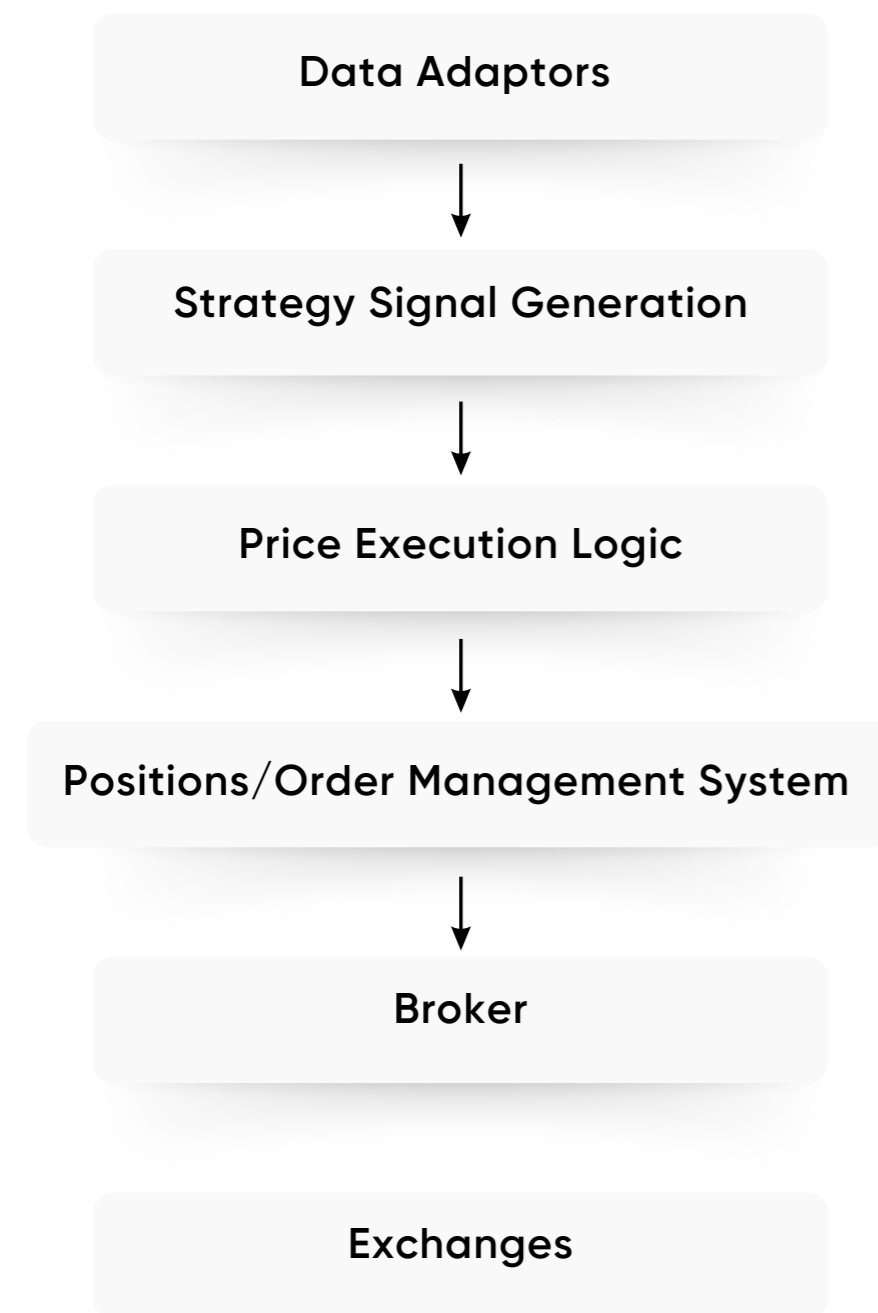 Data Adaptors
Strategy Signal Generation
Price Execution Logic
Positions/Order Management System
Broker
Exchanges